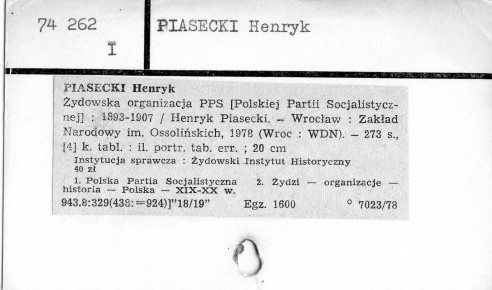 74 262
I
PIASECKI Henryk
PIASECKI Henryk
Żydowska organizacja PPS [Polskiej Partii Socjalistycz-
nej] : 1893-1907 / Henryk Piasecki. — Wrocław : Zakład
Narodowy im. Ossolińskich, 1978 (Wroc : WDN). — 273 s.,
[4] k. tabl. : il. portr. tab. err. ; 20 cm
Instytucja sprawcza : Żydowski Instytut Historyczny
40 zł
1. Polska Partia Socjalistyczna 2. Żydzi — organizacje —
historia — Polska — XIX-XX w.
943.8:329(438:=924)]"18/19" Egz. 1600 ° 7023/78